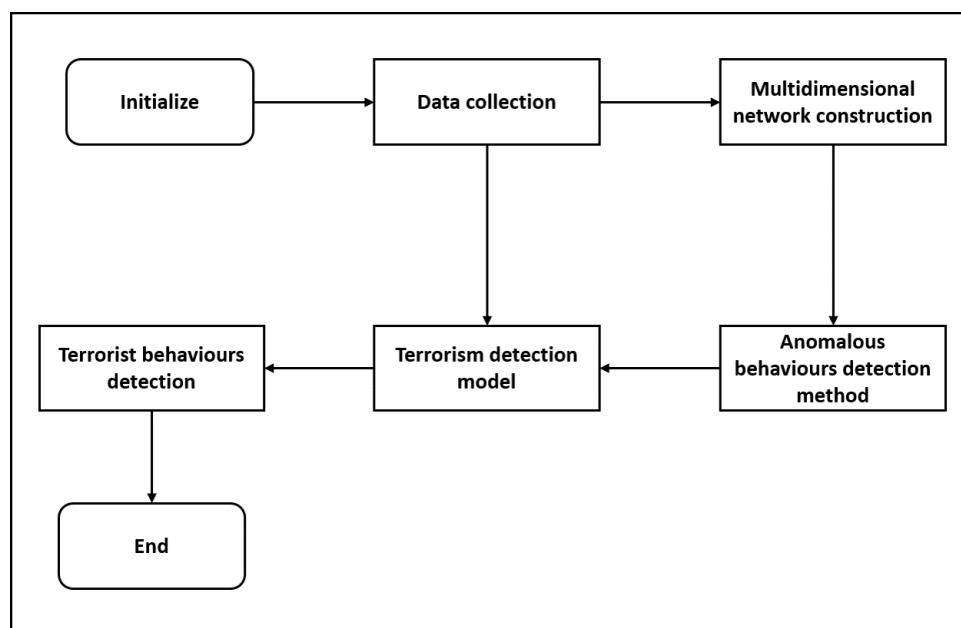 Initialize
Data collection
Multidimensional
network construction
Terrorist behaviours
detection
Terrorism detection
model
Anomalous
behaviours detection
method
End